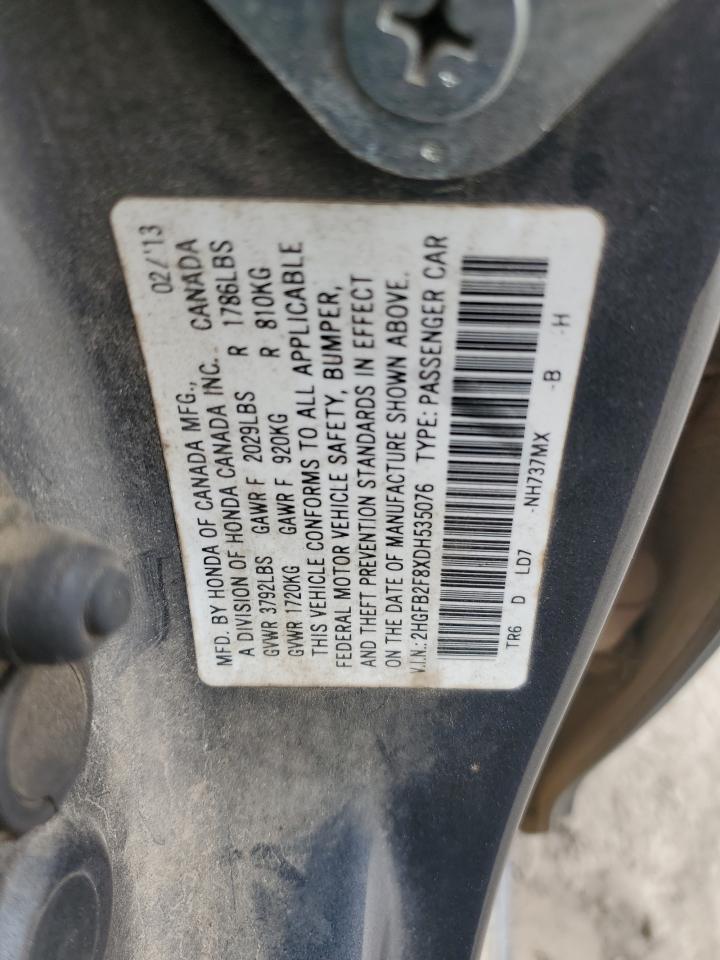 MFD. BY HONDA OF CANADA MFG., 02/'13
A DIVISION OF HONDA CANADA INC. CANADA
GVWR 3792LBS GAWR F 2029LBS R 1786LBS
GVWR 1720KG GAWR F 920KG R 810KG
THIS VEHICLE CONFORMS TO ALL APPLICABLE
FEDERAL MOTOR VEHICLE SAFETY, BUMPER,
AND THEFT PREVENTION STANDARDS IN EFFECT
ON THE DATE OF MANUFACTURE SHOWN ABOVE.
V.I.N.: 2HGFB2F8XDH535076 TYPE: PASSENGER CAR
TR6 D LD7 -NH737MX -B -H